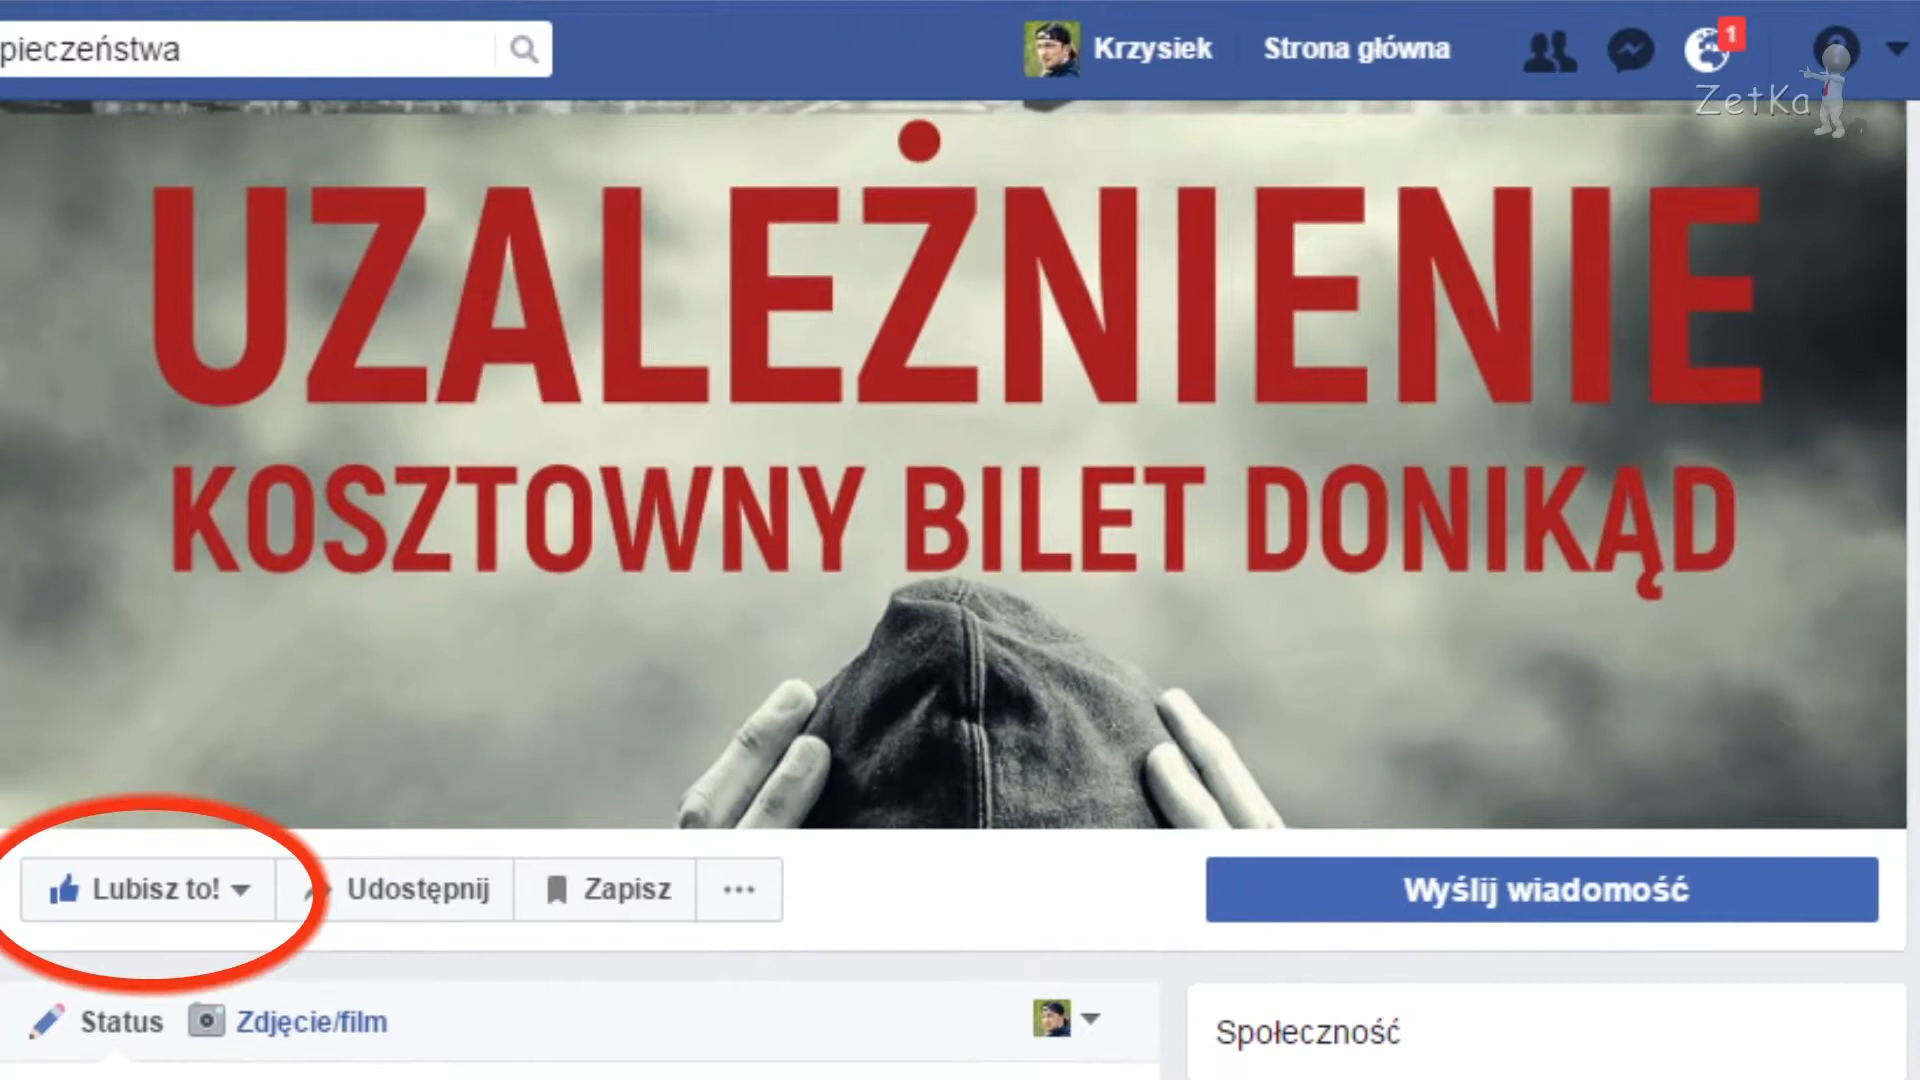 pieczeństwa
Krzysiek
Strona główna
1
ZetKa
UZALEŻNIENIE
KOSZTOWNY BILET DONIKĄD
Lubisz to!
Udostępnij
Zapisz
Wyślij wiadomość
Status
Zdjęcie/film
Społeczność